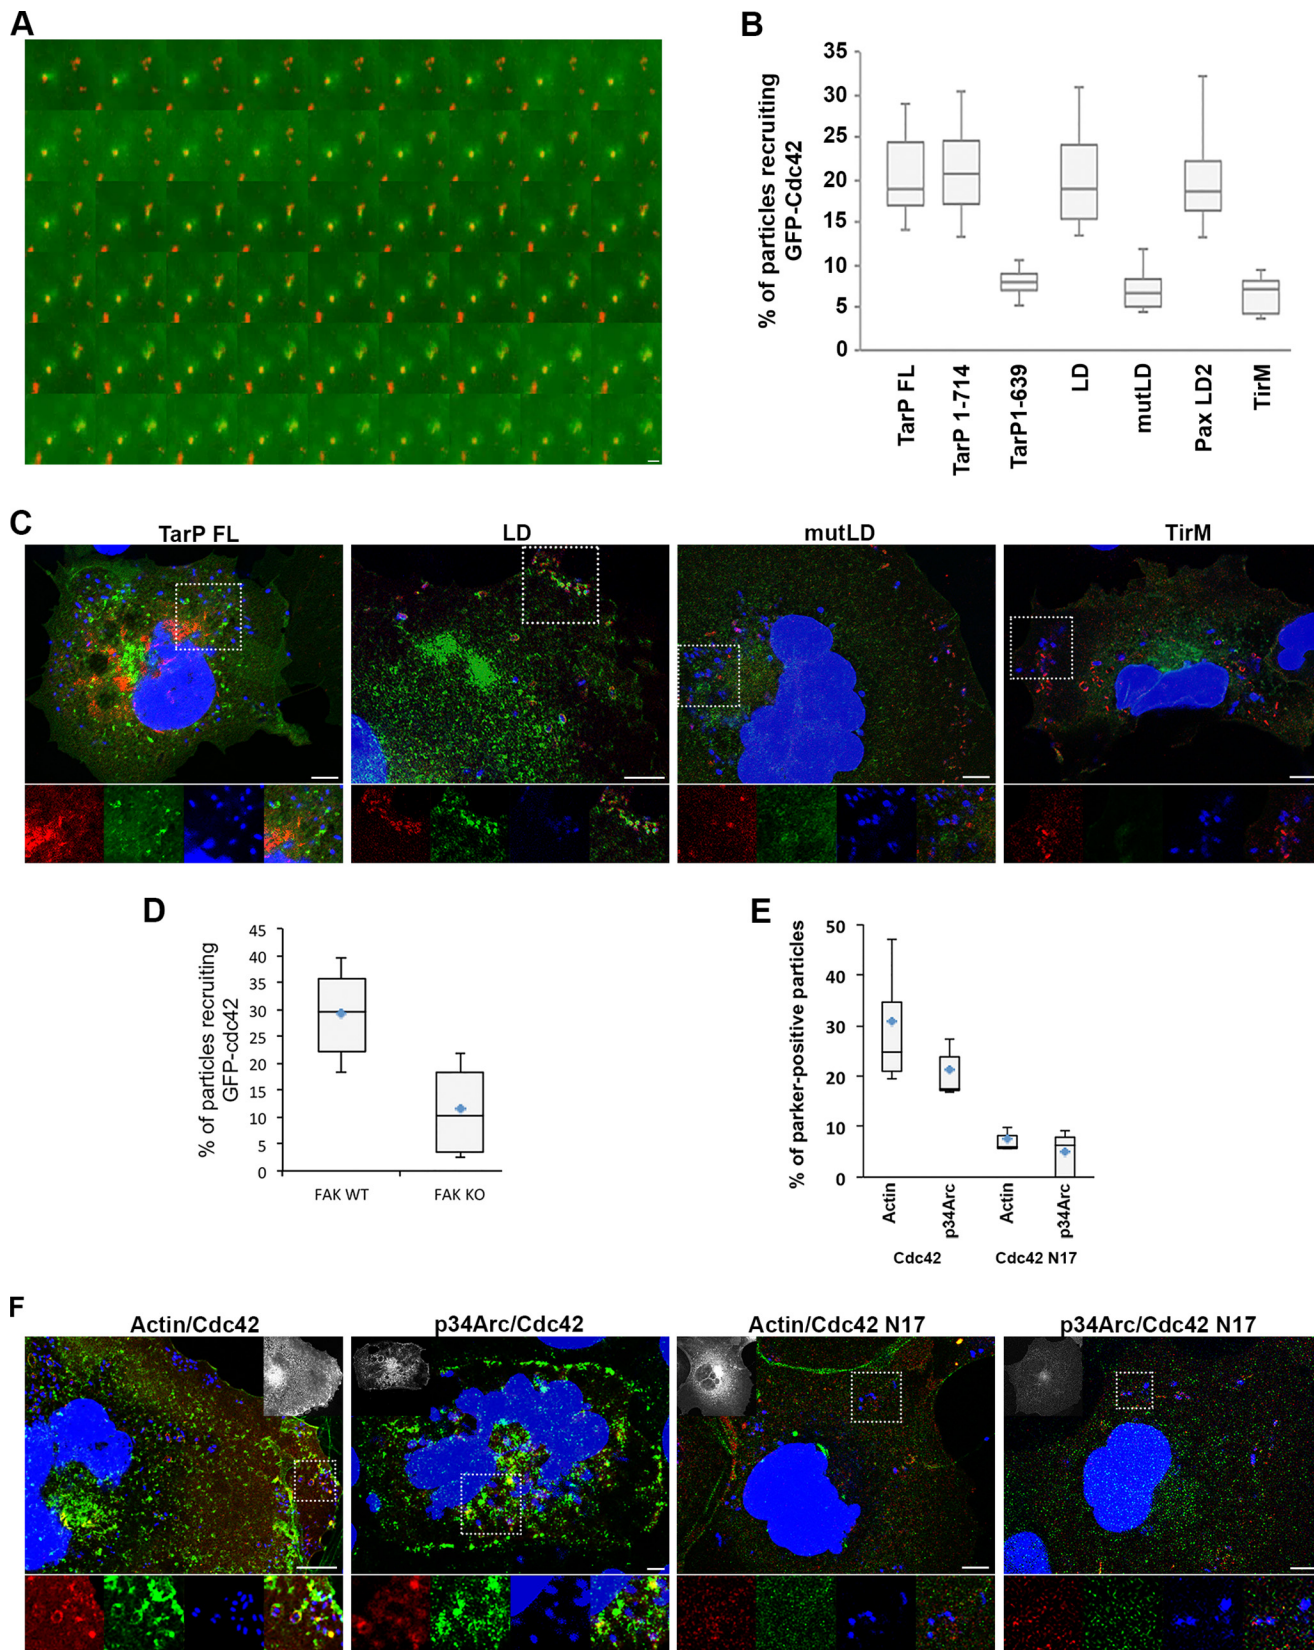 A
B
% of particles recruiting
GFP-Cdc42
35
30
25
20
15
10
5
0
TarP FL
TarP 1-714
TarP1-639
LD
mutLD
Pax LD2
TirM
C
TarP FL
LD
mutLD
TirM
D
% of particles recruiting
GFP-cdc42
45
40
35
30
25
20
15
10
5
0
FAK WT
FAK KO
E
% of parker-positive particles
50
40
30
20
10
0
Actin
p34Arc
Actin
p34Arc
Cdc42
Cdc42 N17
F
Actin/Cdc42
p34Arc/Cdc42
Actin/Cdc42 N17
p34Arc/Cdc42 N17